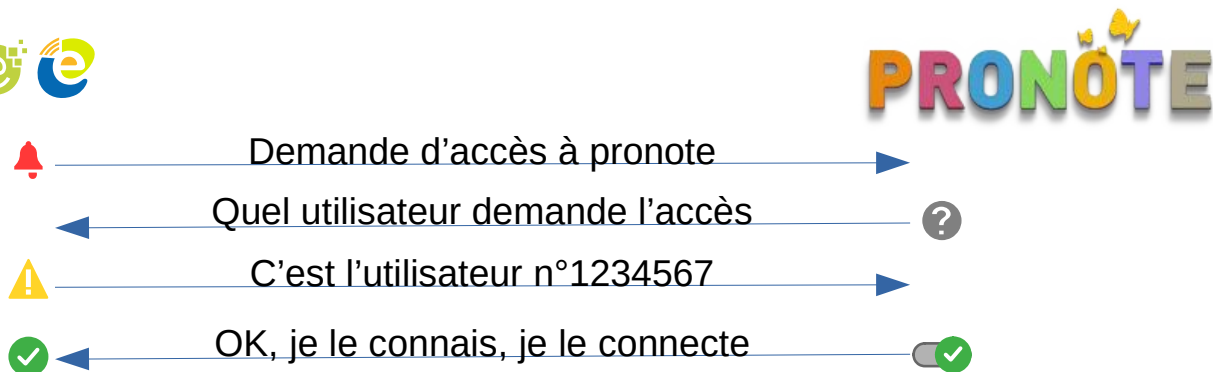 e e
PRONOTE
Demande d’accès à pronote
Quel utilisateur demande l’accès
?
C’est l’utilisateur n°1234567
OK, je le connais, je le connecte